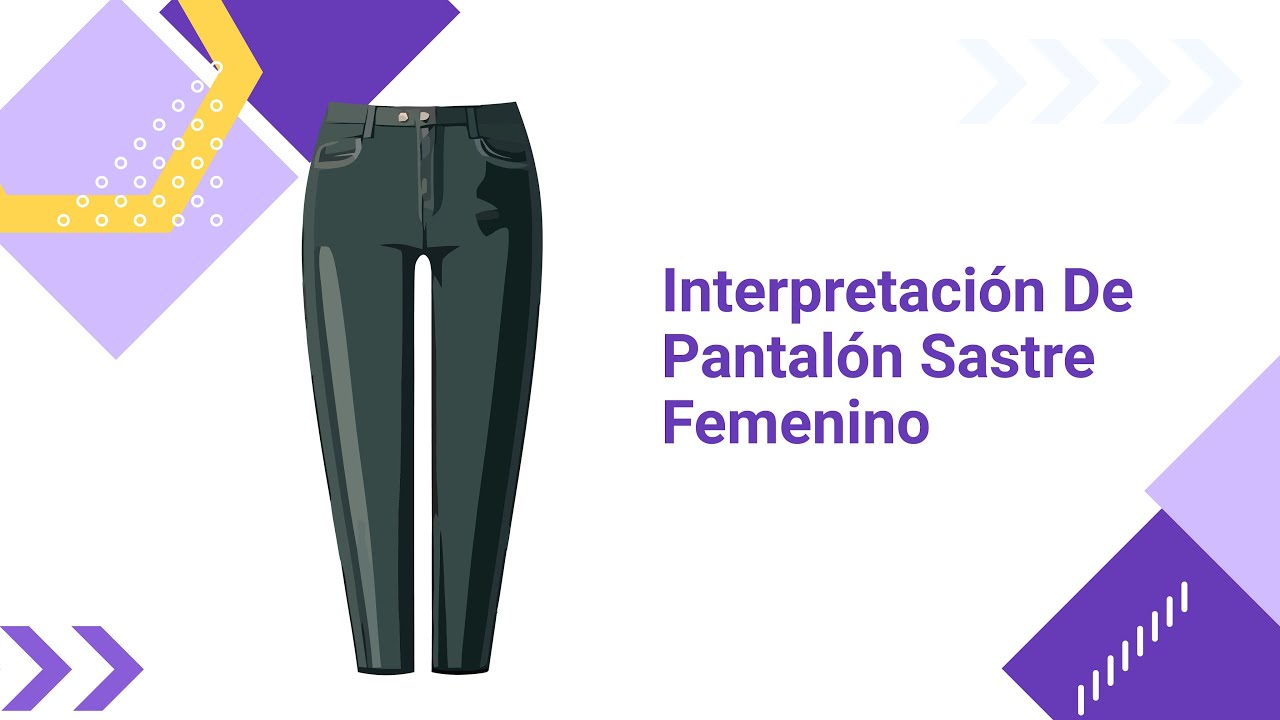 Interpretación De
Pantalón Sastre
Femenino